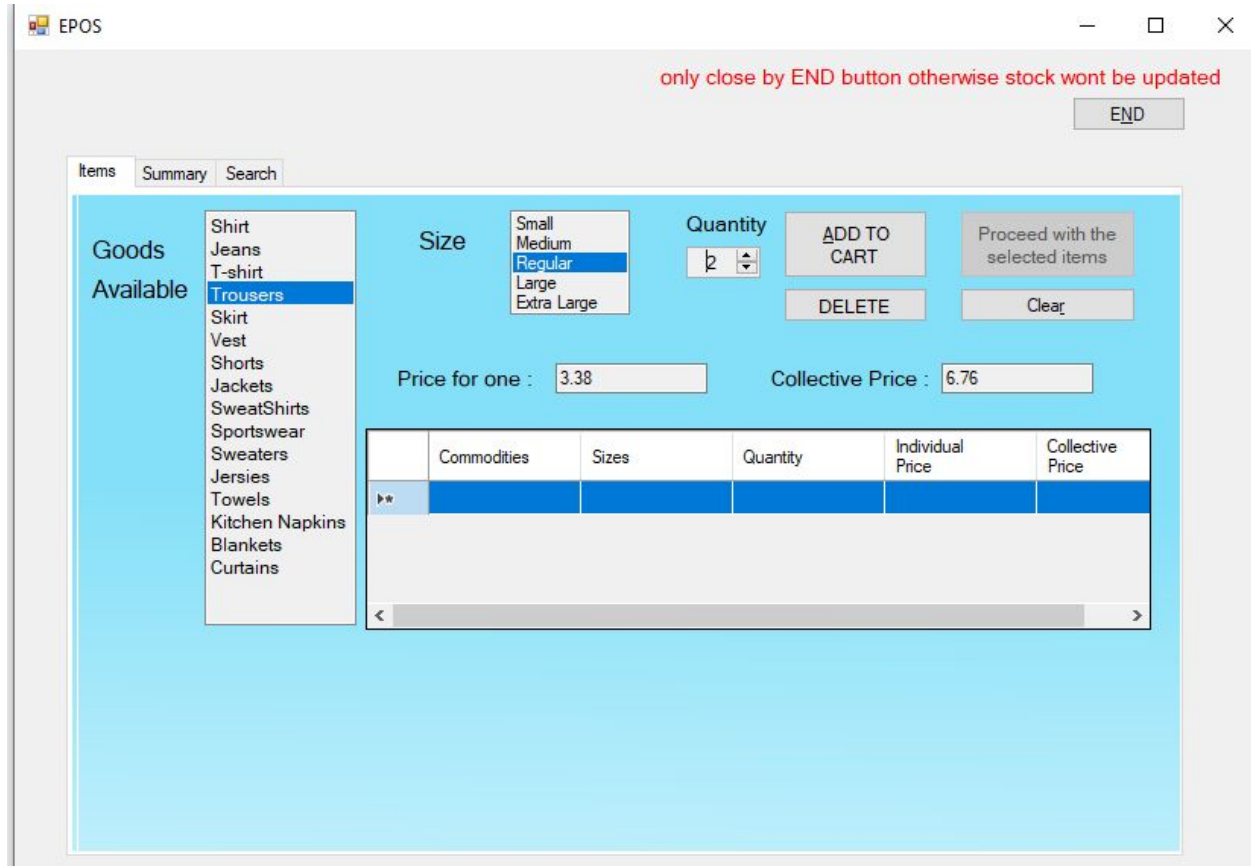 EPOS
only close by END button otherwise stock wont be updated
END
Items Summary Search
Goods
Available
Shirt
Jeans
T-shirt
Trousers
Skirt
Vest
Shorts
Jackets
SweatShirts
Sportswear
Sweaters
Jersies
Towels
Kitchen Napkins
Blankets
Curtains
Size
Small
Medium
Regular
Large
Extra Large
Quantity
2
ADD TO
CART
DELETE
Proceed with the
selected items
Clear
Price for one : 3.38
Collective Price : 6.76
Commodities Sizes Quantity Individual Price Collective Price